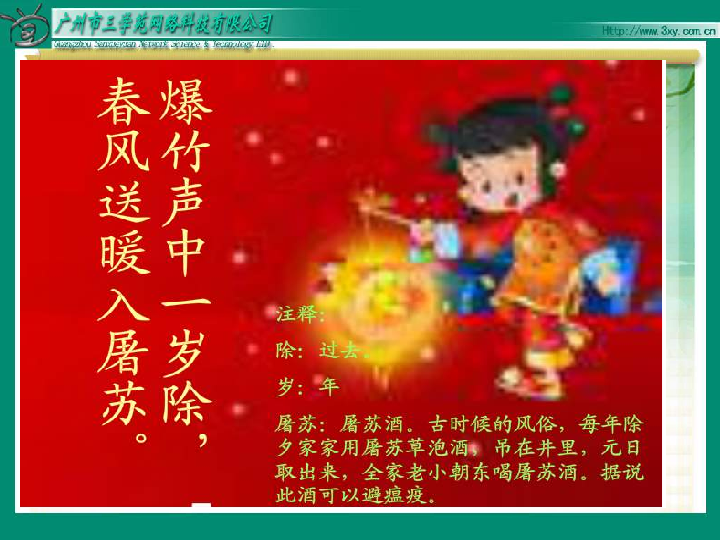 广州市三学苑网络科技有限公司
Http://www.3xy.com.cn
爆竹声中一岁除，
春风送暖入屠苏。
注释：
除：过去。
岁：年
屠苏：屠苏酒。古时候的风俗，每年除
夕家家用屠苏草泡酒，吊在井里，元日
取出来，全家老小朝东喝屠苏酒。据说
此酒可以避瘟疫。